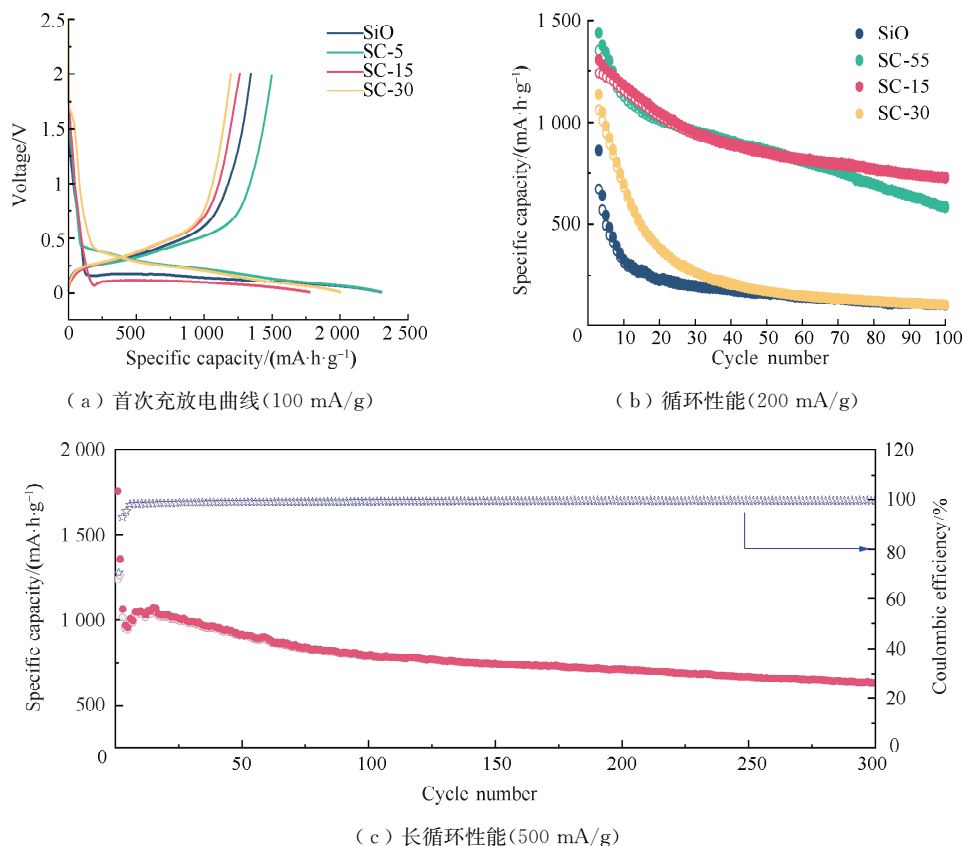 2.5
2
1.5
1
0.5
0
Voltage/V
SiO
SC-5
SC-15
SC-30
0 500 1 000 1 500 2 000 2 500
Specific capacity/(mA·h·g⁻¹)
(a)首次充放电曲线(100 mA/g)
1 500
1 000
500
0
Specific capacity/(mA·h·g⁻¹)
SiO
SC-55
SC-15
SC-30
10 20 30 40 50 60 70 80 90 100
Cycle number
(b)循环性能(200 mA/g)
2 000
1 500
1 000
500
0
Specific capacity/(mA·h·g⁻¹)
120
100
80
60
40
20
0
Coulombic efficiency/%
50 100 150 200 250 300
Cycle number
(c)长循环性能(500 mA/g)